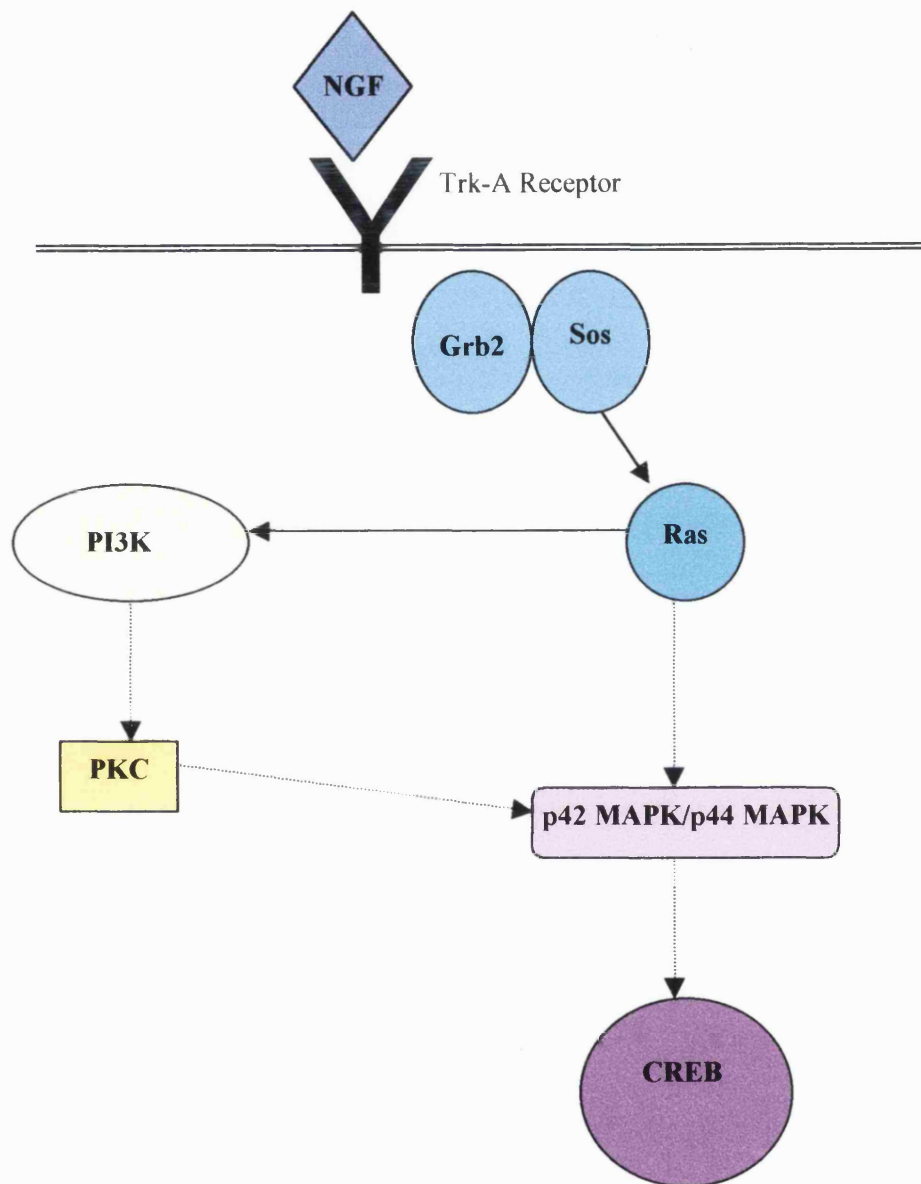 NGF
Trk-A Receptor
Grb2
Sos
PI3K
Ras
PKC
p42 MAPK/p44 MAPK
CREB